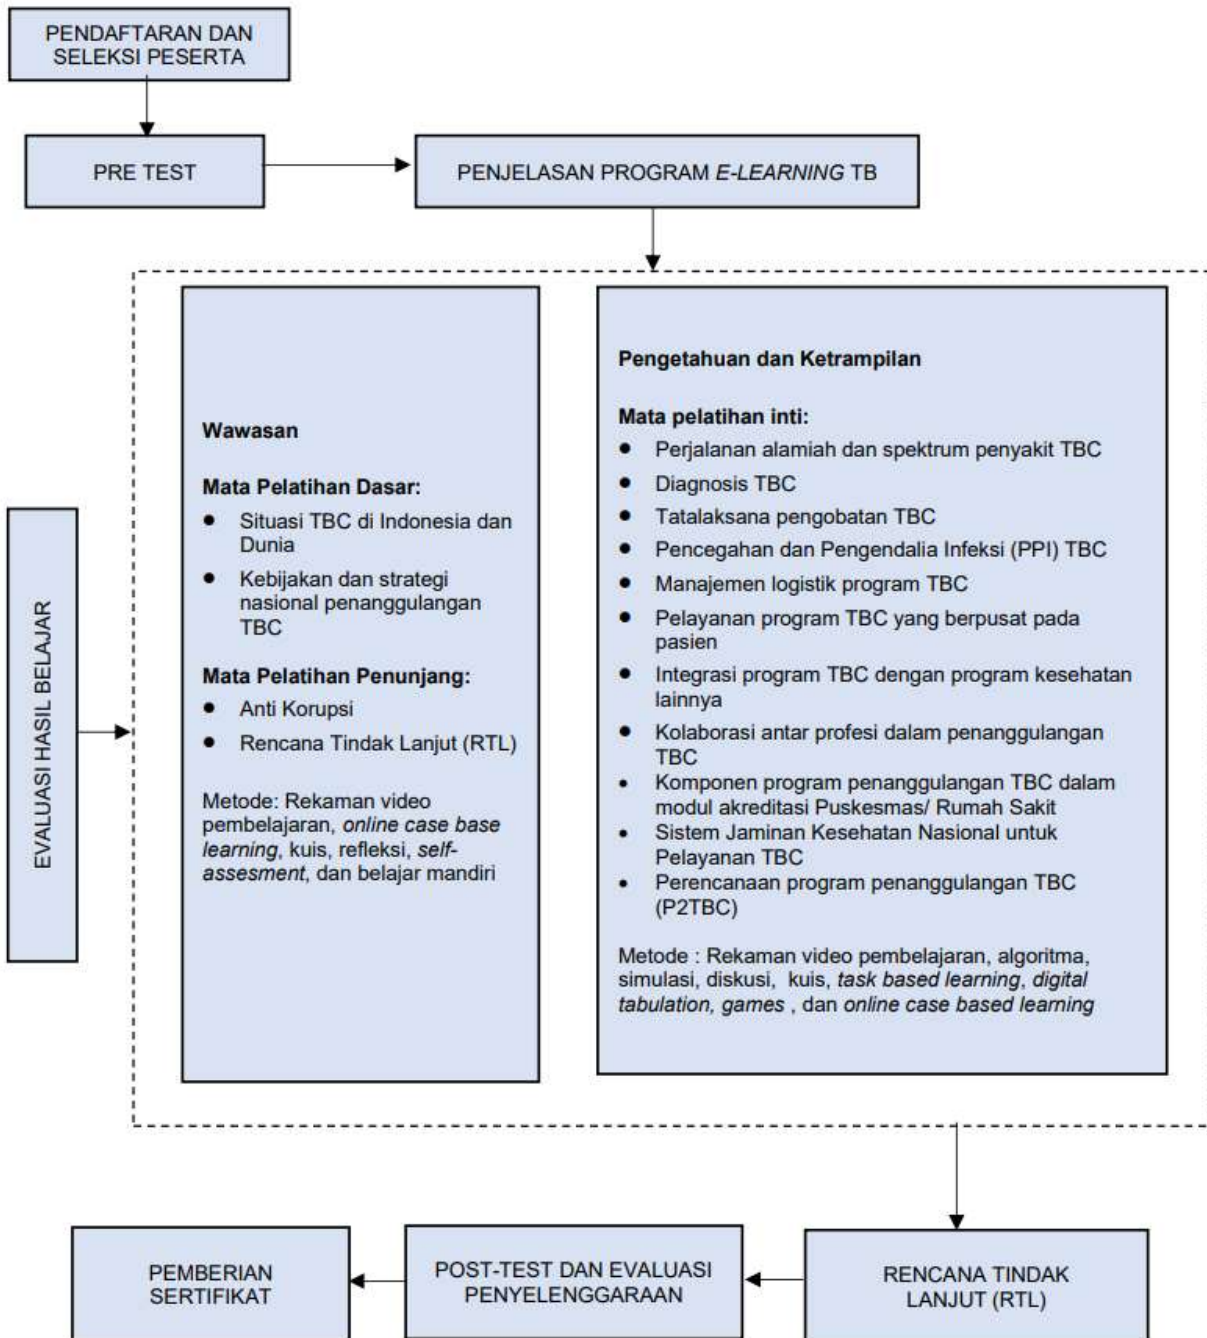 PENDAFTARAN DAN
SELEKSI PESERTA
PRE TEST
PENJELASAN PROGRAM E-LEARNING TB
EVALUASI HASIL BELAJAR
Wawasan
Mata Pelatihan Dasar:
● Situasi TBC di Indonesia dan
Dunia
● Kebijakan dan strategi
nasional penanggulangan
TBC
Mata Pelatihan Penunjang:
● Anti Korupsi
● Rencana Tindak Lanjut (RTL)
Metode: Rekaman video
pembelajaran, online case base
learning, kuis, refleksi, self-
assesment, dan belajar mandiri
Pengetahuan dan Ketrampilan
Mata pelatihan inti:
● Perjalanan alamiah dan spektrum penyakit TBC
● Diagnosis TBC
● Tatalaksana pengobatan TBC
● Pencegahan dan Pengendalia Infeksi (PPI) TBC
● Manajemen logistik program TBC
● Pelayanan program TBC yang berpusat pada
pasien
● Integrasi program TBC dengan program kesehatan
lainnya
● Kolaborasi antar profesi dalam penanggulangan
TBC
• Komponen program penanggulangan TBC dalam
modul akreditasi Puskesmas/ Rumah Sakit
• Sistem Jaminan Kesehatan Nasional untuk
Pelayanan TBC
• Perencanaan program penanggulangan TBC
(P2TBC)
Metode : Rekaman video pembelajaran, algoritma,
simulasi, diskusi, kuis, task based learning, digital
tabulation, games , dan online case based learning
PEMBERIAN
SERTIFIKAT
POST-TEST DAN EVALUASI
PENYELENGGARAAN
RENCANA TINDAK
LANJUT (RTL)